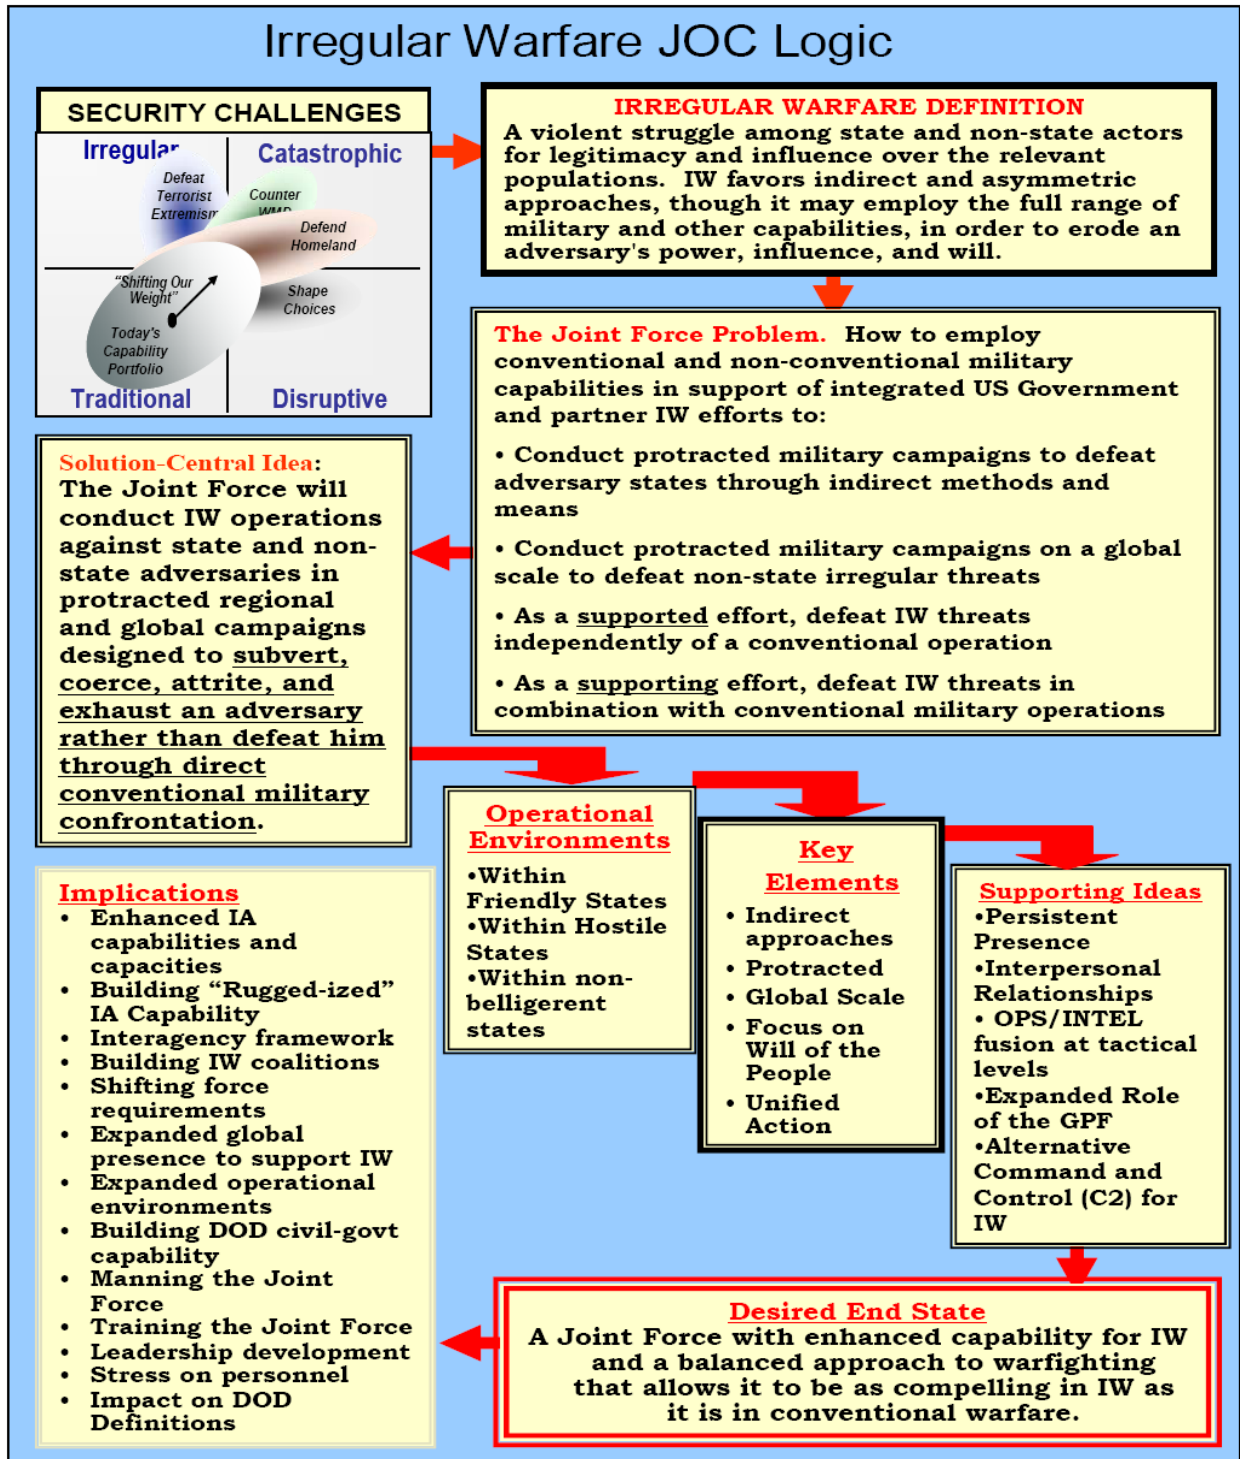 Irregular Warfare JOC Logic
SECURITY CHALLENGES
Irregular
Catastrophic
Defeat
Terrorist
Extremism
Counter
WMD
Defend
Homeland
"Shifting Our
Weight"
Shape
Choices
Today's
Capability
Portfolio
Traditional
Disruptive
IRREGULAR WARFARE DEFINITION
A violent struggle among state and non-state actors
for legitimacy and influence over the relevant
populations. IW favors indirect and asymmetric
approaches, though it may employ the full range of
military and other capabilities, in order to erode an
adversary's power, influence, and will.
The Joint Force Problem. How to employ
conventional and non-conventional military
capabilities in support of integrated US Government
and partner IW efforts to:
• Conduct protracted military campaigns to defeat
adversary states through indirect methods and
means
• Conduct protracted military campaigns on a global
scale to defeat non-state irregular threats
• As a supported effort, defeat IW threats
independently of a conventional operation
• As a supporting effort, defeat IW threats in
combination with conventional military operations
Solution-Central Idea:
The Joint Force will
conduct IW operations
against state and non-
state adversaries in
protracted regional
and global campaigns
designed to subvert,
coerce, attrite, and
exhaust an adversary
rather than defeat him
through direct
conventional military
confrontation.
Operational
Environments
•Within
Friendly States
•Within Hostile
States
•Within non-
belligerent
states
Key
Elements
• Indirect
approaches
• Protracted
• Global Scale
• Focus on
Will of the
People
• Unified
Action
Supporting Ideas
•Persistent
Presence
•Interpersonal
Relationships
• OPS/INTEL
fusion at tactical
levels
•Expanded Role
of the GPF
•Alternative
Command and
Control (C2) for
IW
Desired End State
A Joint Force with enhanced capability for IW
and a balanced approach to warfighting
that allows it to be as compelling in IW as
it is in conventional warfare.
Implications
• Enhanced IA
capabilities and
capacities
• Building "Rugged-ized"
IA Capability
• Interagency framework
• Building IW coalitions
• Shifting force
requirements
• Expanded global
presence to support IW
• Expanded operational
environments
• Building DOD civil-govt
capability
• Manning the Joint
Force
• Training the Joint Force
• Leadership development
• Stress on personnel
• Impact on DOD
Definitions